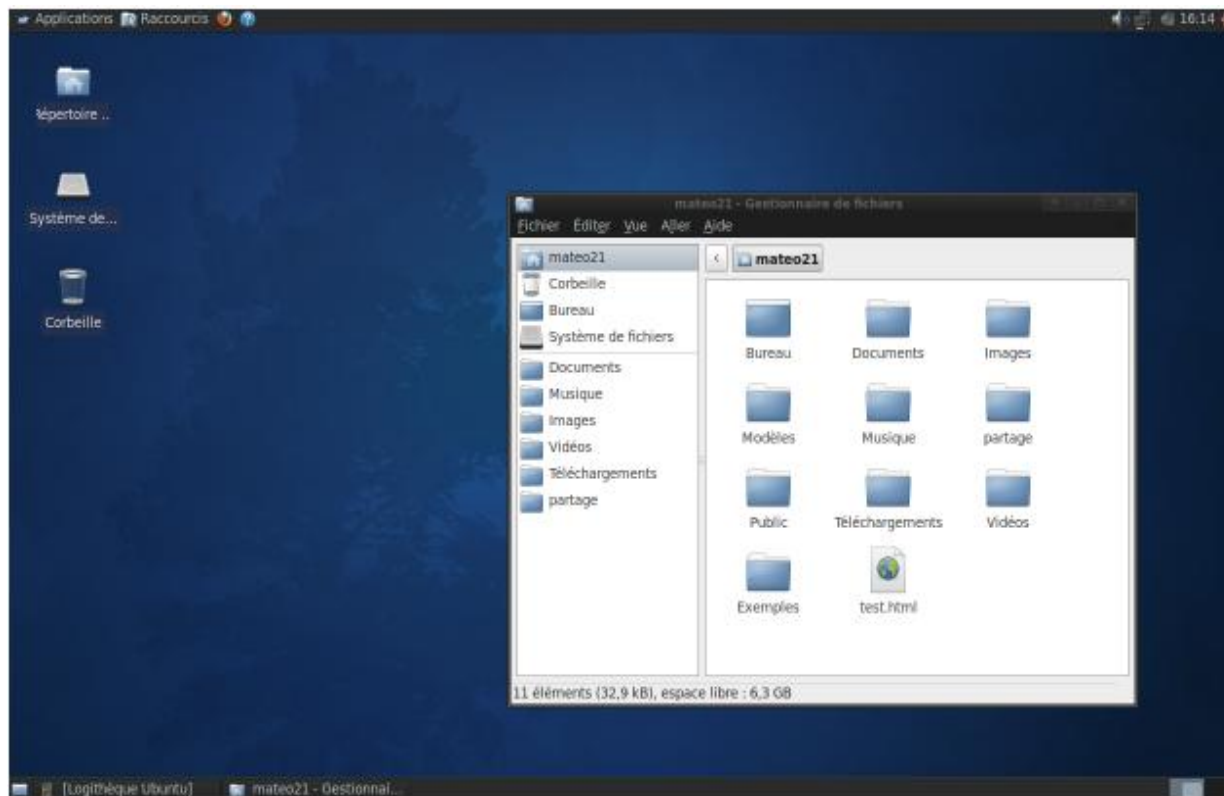 Applications Raccourcis 16:14
Répertoire ..
Système de...
Corbeille
mateo21 - Gestionnaire de fichiers
Fichier Éditer Vue Aller Aide
mateo21
Corbeille
Bureau
Système de fichiers
Documents
Musique
Images
Vidéos
Téléchargements
partage
mateo21
Bureau Documents Images
Modèles Musique partage
Public Téléchargements Vidéos
Exemples test.html
11 éléments (32,9 kB), espace libre : 6,3 GB
[Logithèque Ubuntu] mateo21 - Gestionnai...